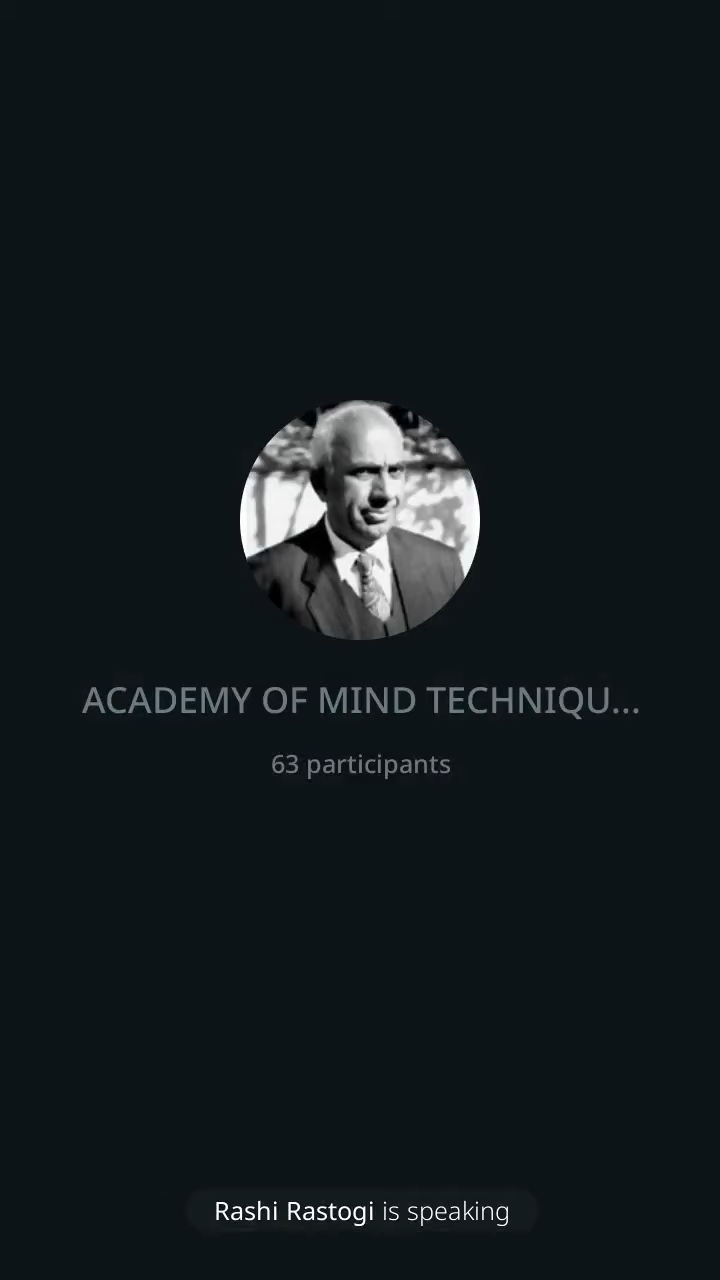 ACADEMY OF MIND TECHNIQU...
63 participants
Rashi Rastogi is speaking